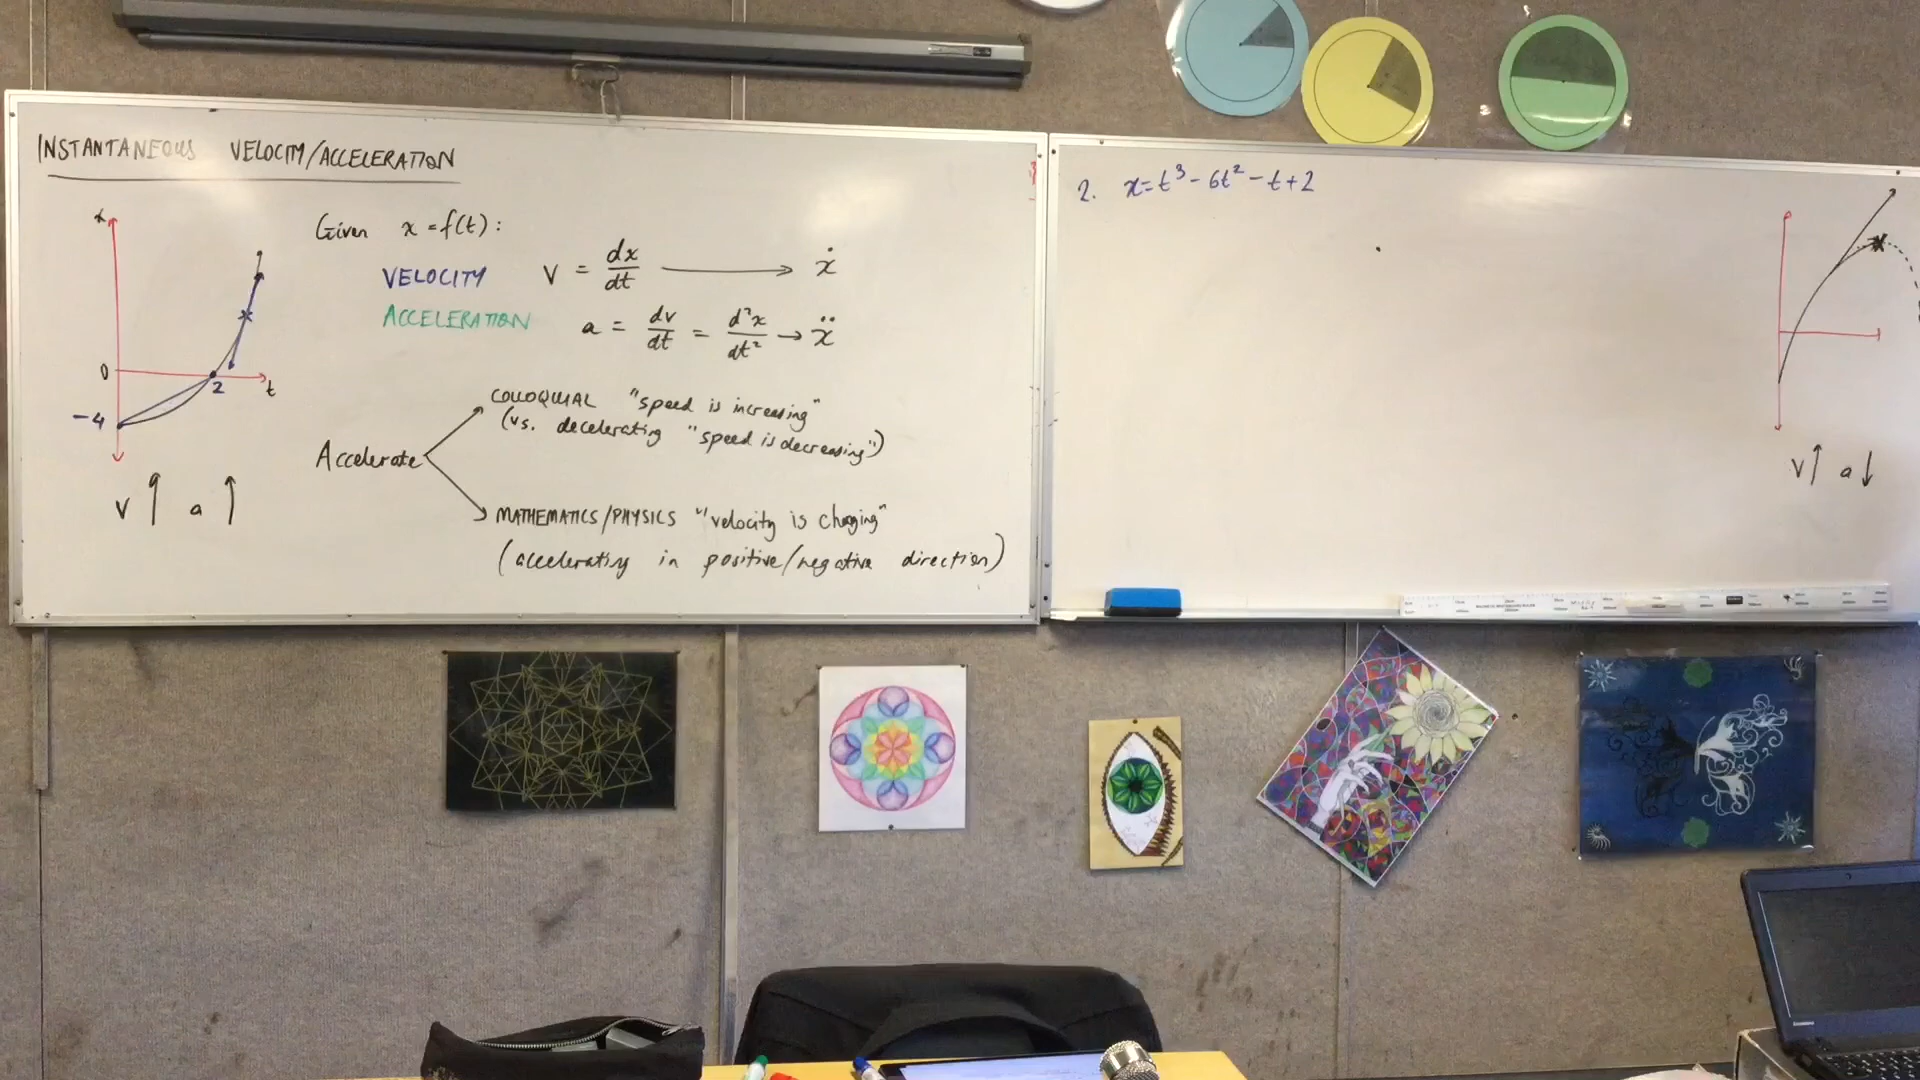 INSTANTANEOUS VELOCITY/ACCELERATION
x
0
2
t
-4
v ↑ a ↑
Given x = f(t):
VELOCITY v = dx/dt → ẋ
ACCELERATION a = dv/dt = d²x/dt² → ẍ
Accelerate
COLLOQUIAL "speed is increasing"
(vs. decelerating "speed is decreasing")
MATHEMATICS/PHYSICS "velocity is changing"
(accelerating in positive/negative direction)
2. x = t³ - 6t² - t + 2
v ↑ a ↓